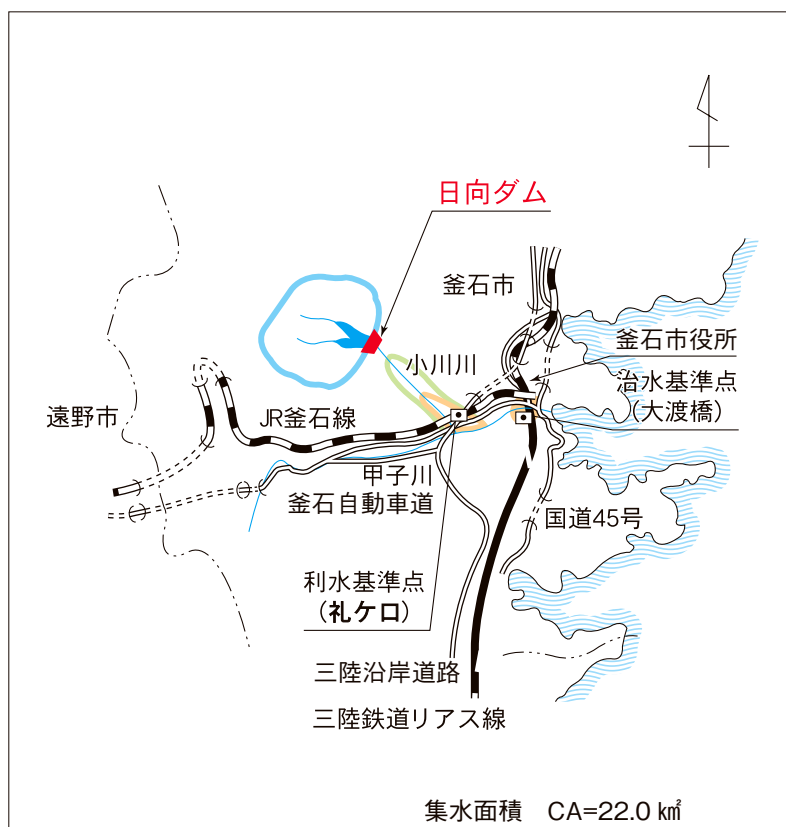 日向ダム
釜石市
釜石市役所
小川川
治水基準点
（大渡橋）
遠野市
JR釜石線
甲子川
釜石自動車道
国道45号
利水基準点
（礼ケ口）
三陸沿岸道路
三陸鉄道リアス線
集水面積　CA=22.0 ㎢